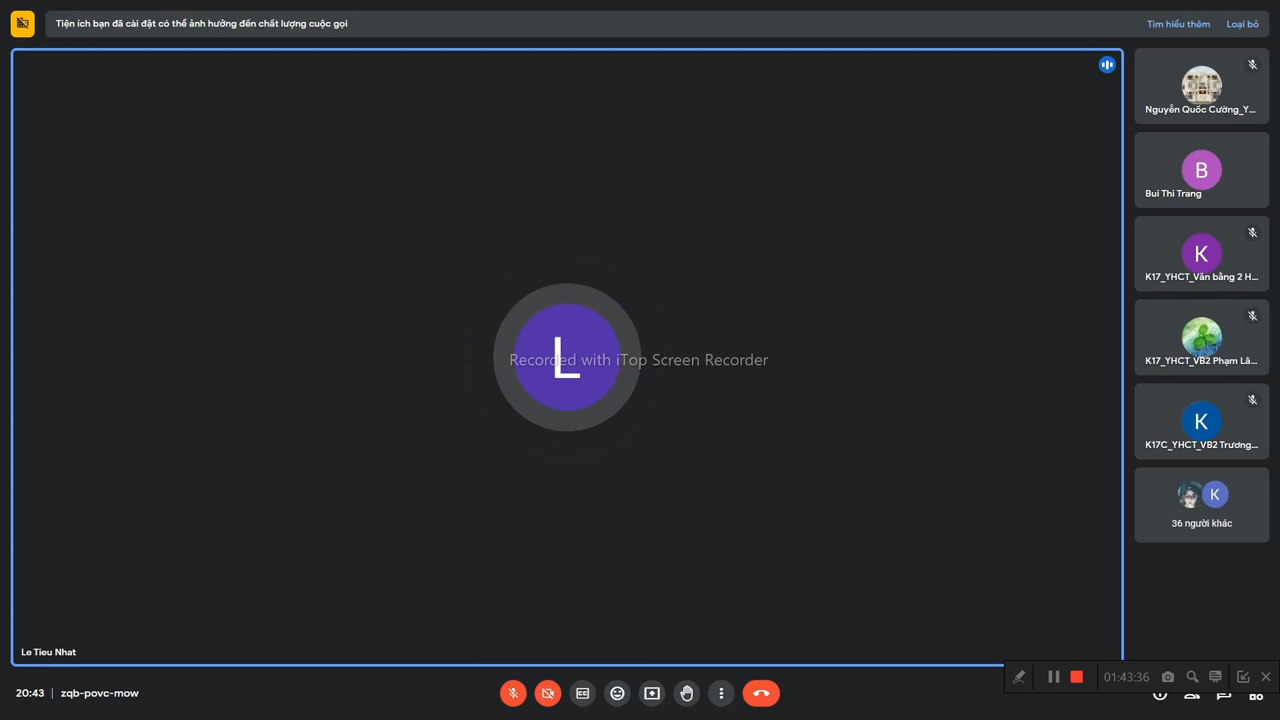 Tiện ích bạn đã cài đặt có thể ảnh hưởng đến chất lượng cuộc gọi
Tìm hiểu thêm
Loại bỏ
Nguyễn Quốc Cường_Y...
B
Bui Thi Trang
K
K17_YHCT_Văn bằng 2 H...
K17_YHCT_VB2 Phạm Lâ...
K
K17C_YHCT_VB2 Trương...
K
36 người khác
L
Recorded with iTop Screen Recorder
Le Tieu Nhat
20:43 | zqb-povc-mow
01:43:36